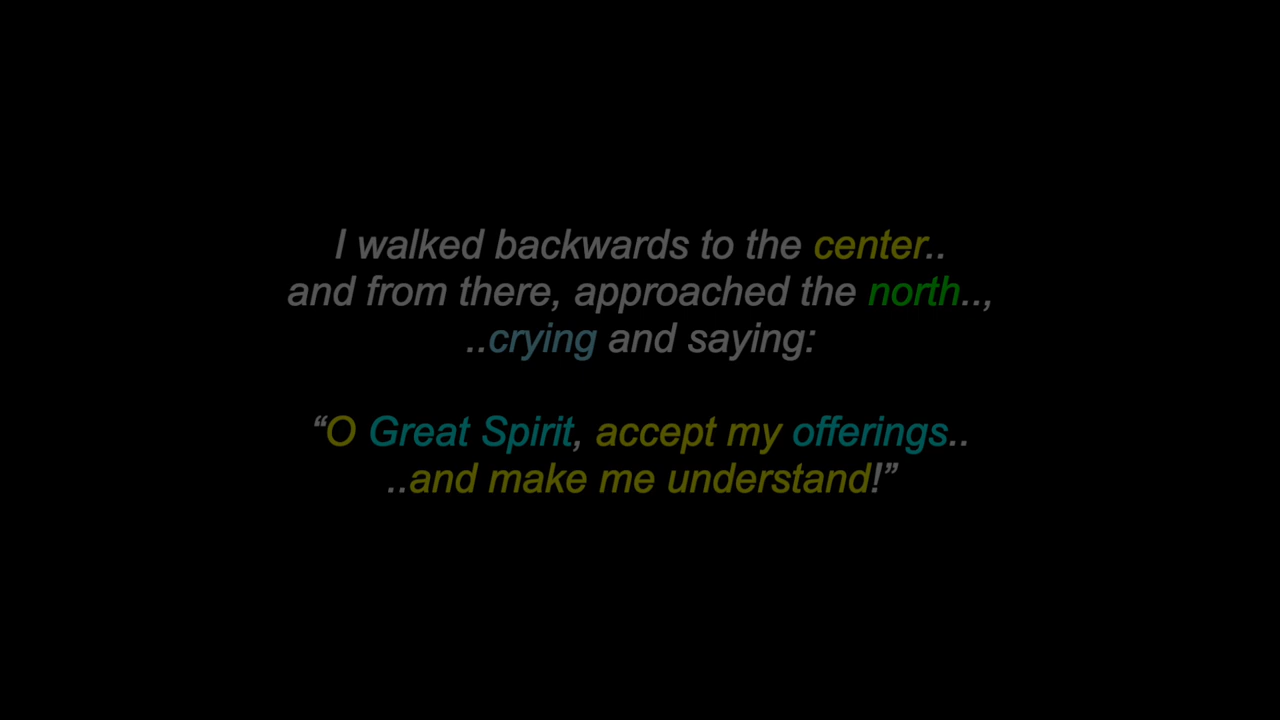 I walked backwards to the center..
and from there, approached the north..,
..crying and saying:
“O Great Spirit, accept my offerings..
..and make me understand!”